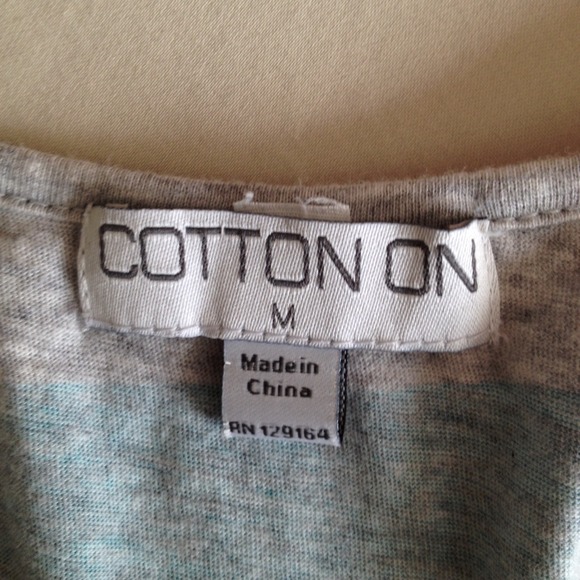 COTTON ON
M
Made in
China
RN 129164